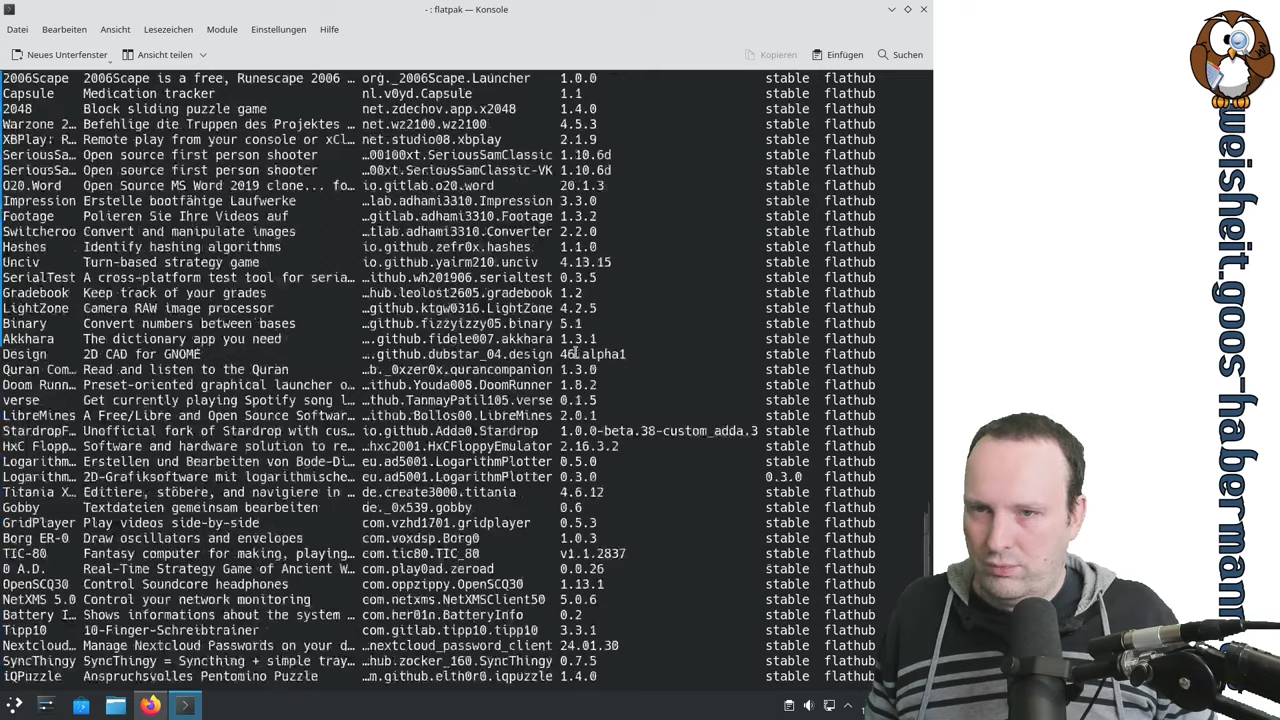 - : flatpak — Konsole
Datei Bearbeiten Ansicht Lesezeichen Module Einstellungen Hilfe
Neues Unterfenster Ansicht teilen Kopieren Einfügen Suchen
2006Scape 2006Scape is a free, Runescape 2006 … org._2006Scape.Launcher 1.0.0 stable flathub
Capsule Medication tracker nl.v0yd.Capsule 1.1 stable flathub
2048 Block sliding puzzle game net.zdechov.app.x2048 1.4.0 stable flathub
Warzone 2… Befehlige die Truppen des Projektes … net.wz2100.wz2100 4.5.3 stable flathub
XBPlay: R… Remote play from your console or xCl… net.studio08.xbplay 2.1.9 stable flathub
SeriousSa… Open source first person shooter …00100xt.SeriousSamClassic 1.10.6d stable flathub
SeriousSa… Open source first person shooter …00xt.SeriousSamClassic-VK 1.10.6d stable flathub
O20.Word Open Source MS Word 2019 clone... fo… io.gitlab.o20.word 20.1.3 stable flathub
Impression Erstelle bootfähige Laufwerke …lab.adhami3310.Impression 3.3.0 stable flathub
Footage Polieren Sie Ihre Videos auf …gitlab.adhami3310.Footage 1.3.2 stable flathub
Switcheroo Convert and manipulate images …tlab.adhami3310.Converter 2.2.0 stable flathub
Hashes Identify hashing algorithms io.github.zefr0x.hashes 1.1.0 stable flathub
Unciv Turn-based strategy game io.github.yairm210.unciv 4.13.15 stable flathub
SerialTest A cross-platform test tool for seria… …ithub.wh201906.serialtest 0.3.5 stable flathub
Gradebook Keep track of your grades …hub.leolost2605.gradebook 1.2 stable flathub
LightZone Camera RAW image processor …github.ktgw0316.LightZone 4.2.5 stable flathub
Binary Convert numbers between bases …github.fizzyizzy05.binary 5.1 stable flathub
Akkhara The dictionary app you need ….github.fidele007.akkhara 1.3.1 stable flathub
Design 2D CAD for GNOME ….github.dubstar_04.design 46.alpha1 stable flathub
Quran Com… Read and listen to the Quran …b._0xzer0x.qurancompanion 1.3.0 stable flathub
Doom Runn… Preset-oriented graphical launcher o… …ithub.Youda008.DoomRunner 1.8.2 stable flathub
verse Get currently playing Spotify song l… …thub.TanmayPatil105.verse 0.1.5 stable flathub
LibreMines A Free/Libre and Open Source Softwar… …ithub.Bollos00.LibreMines 2.0.1 stable flathub
StardropF… Unofficial fork of Stardrop with cus… io.github.Adda0.Stardrop 1.0.0-beta.38-custom_adda.3 stable flathub
HxC Floppy… Software and hardware solution to re… …hxc2001.HxCFloppyEmulator 2.16.3.2 stable flathub
Logarithm… Erstellen und Bearbeiten von Bode-Di… eu.ad5001.LogarithmPlotter 0.5.0 stable flathub
Logarithm… 2D-Grafiksoftware mit logarithmische… eu.ad5001.LogarithmPlotter 0.3.0 0.3.0 flathub
Titania X… Editiere, stöbere, and navigiere in … de.create3000.titania 4.6.12 stable flathub
Gobby Textdateien gemeinsam bearbeiten de._0x539.gobby 0.6 stable flathub
GridPlayer Play videos side-by-side com.vzhd1701.gridplayer 0.5.3 stable flathub
Borg ER-0 Draw oscillators and envelopes com.voxdsp.org0 1.0.3 stable flathub
TIC-80 Fantasy computer for making, playing… com.tic80.TIC_80 v1.1.2837 stable flathub
0 A.D. Real-Time Strategy Game of Ancient W… com.play0ad.zeroad 0.0.26 stable flathub
OpenSCQ30 Control Soundcore headphones com.oppzippy.OpenSCQ30 1.13.1 stable flathub
NetXMS 5.0 Control your network monitoring com.netxms.NetXMSClient50 5.0.6 stable flathub
Battery I… Shows informations about the system … com.her01n.BatteryInfo 0.2 stable flathub
Tipp10 10-Finger-Schreibtrainer com.gitlab.tipp10.tipp10 3.3.1 stable flathub
Nextcloud… Manage Nextcloud Passwords on your d… …nextcloud_password_client 24.01.30 stable flathub
SyncThingy SyncThingy = Syncthing + simple tray… …hub.zocker_160.SyncThingy 0.7.5 stable
iQPuzzle Anspruchsvolles Pentomino Puzzle …m.github.elth0r0.iqpuzzle 1.4.0 stable